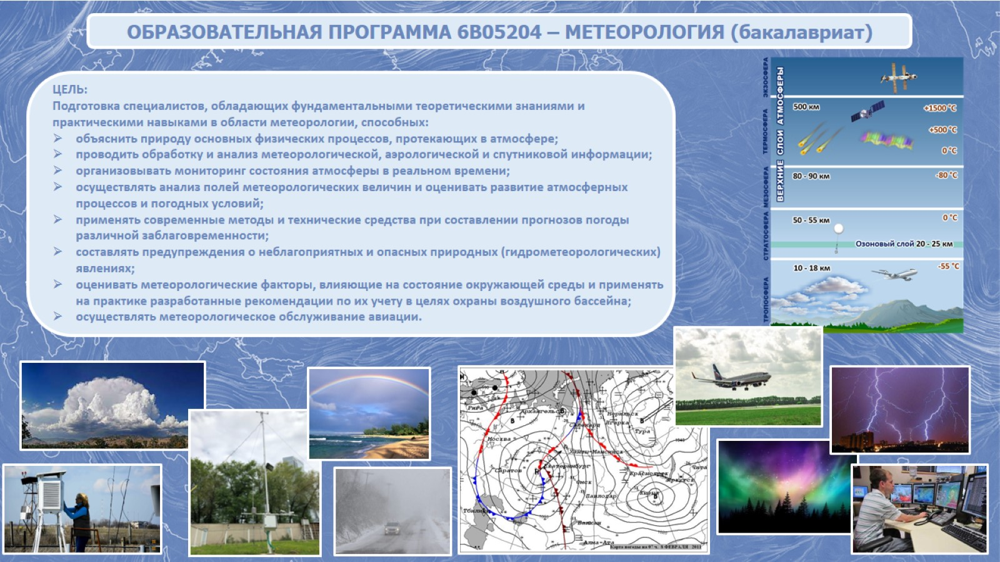 ОБРАЗОВАТЕЛЬНАЯ ПРОГРАММА 6В05204 – МЕТЕОРОЛОГИЯ (бакалавриат)
ЦЕЛЬ:
Подготовка специалистов, обладающих фундаментальными теоретическими знаниями и
практическими навыками в области метеорологии, способных:
объяснить природу основных физических процессов, протекающих в атмосфере;
проводить обработку и анализ метеорологической, аэрологической и спутниковой информации;
организовывать мониторинг состояния атмосферы в реальном времени;
осуществлять анализ полей метеорологических величин и оценивать развитие атмосферных
процессов и погодных условий;
применять современные методы и технические средства при составлении прогнозов погоды
различной заблаговременности;
составлять предупреждения о неблагоприятных и опасных природных (гидрометеорологических)
явлениях;
оценивать метеорологические факторы, влияющие на состояние окружающей среды и применять
на практике разработанные рекомендации по их учету в целях охраны воздушного бассейна;
осуществлять метеорологическое обслуживание авиации.
ЭКЗОСФЕРА
ТЕРМОСФЕРА
МЕЗОСФЕРА
СТРАТОСФЕРА
ТРОПОСФЕРА
ВЕРХНИЕ СЛОИ АТМОСФЕРЫ
500 км
+1500 °C
+500 °C
0 °C
80 - 90 км
-80 °C
50 - 55 км
0 °C
Озоновый слой 20 - 25 км
10 - 18 км
-55 °C
Рига
Архангельск
Норильск
Салехард
Игарка
Тура
Москва
Ханты-Мансийск
Екатеринбург
Саратов
Красноярск
Чита
Иркутск
Омск
Павлодар
Кызыл
Тбилиси
Балхаш
Алма-Ата
Карта погоды на 07 ч. 8 ФЕВРАЛЯ 2011